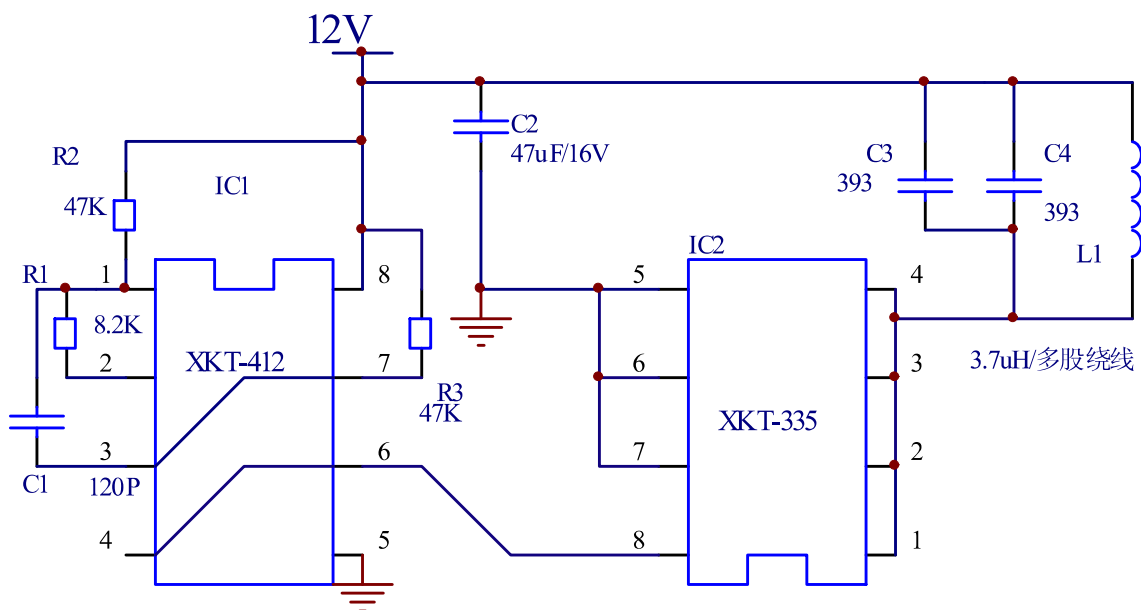 12V
R2
47K
IC1
C2
47uF/16V
C3
393
C4
393
L1
R1
1
8
8.2K
2
XKT-412
7
R3
47K
3
6
C1
120P
4
5
IC2
5
4
6
3
3.7uH/多股绕线
XKT-335
7
2
8
1